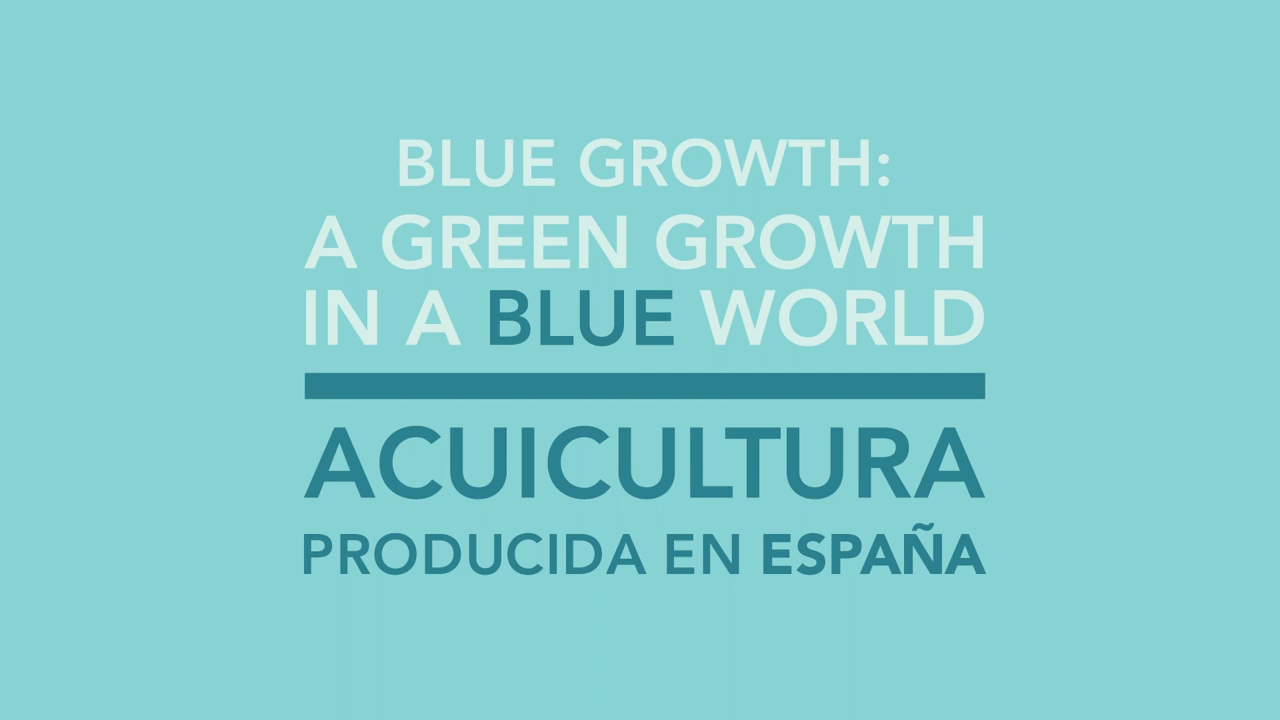 BLUE GROWTH:
A GREEN GROWTH
IN A BLUE WORLD
ACUICULTURA
PRODUCIDA EN ESPAÑA